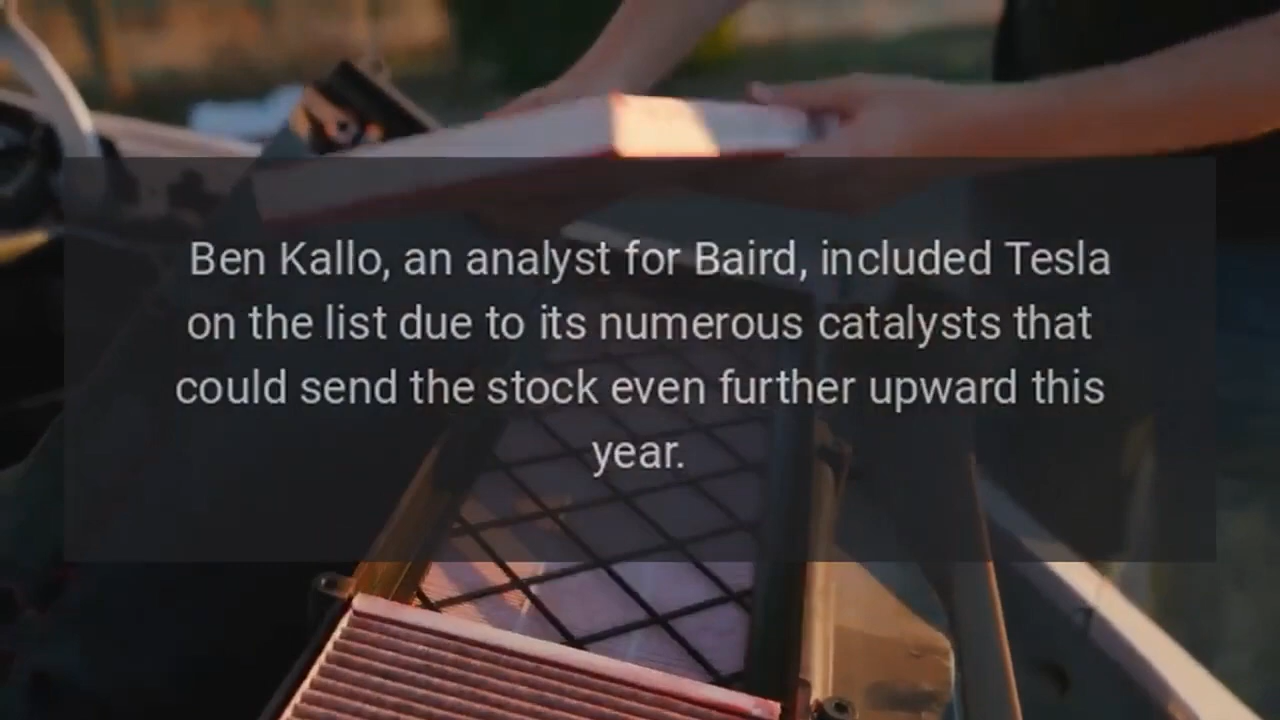 Ben Kallo, an analyst for Baird, included Tesla
on the list due to its numerous catalysts that
could send the stock even further upward this
year.